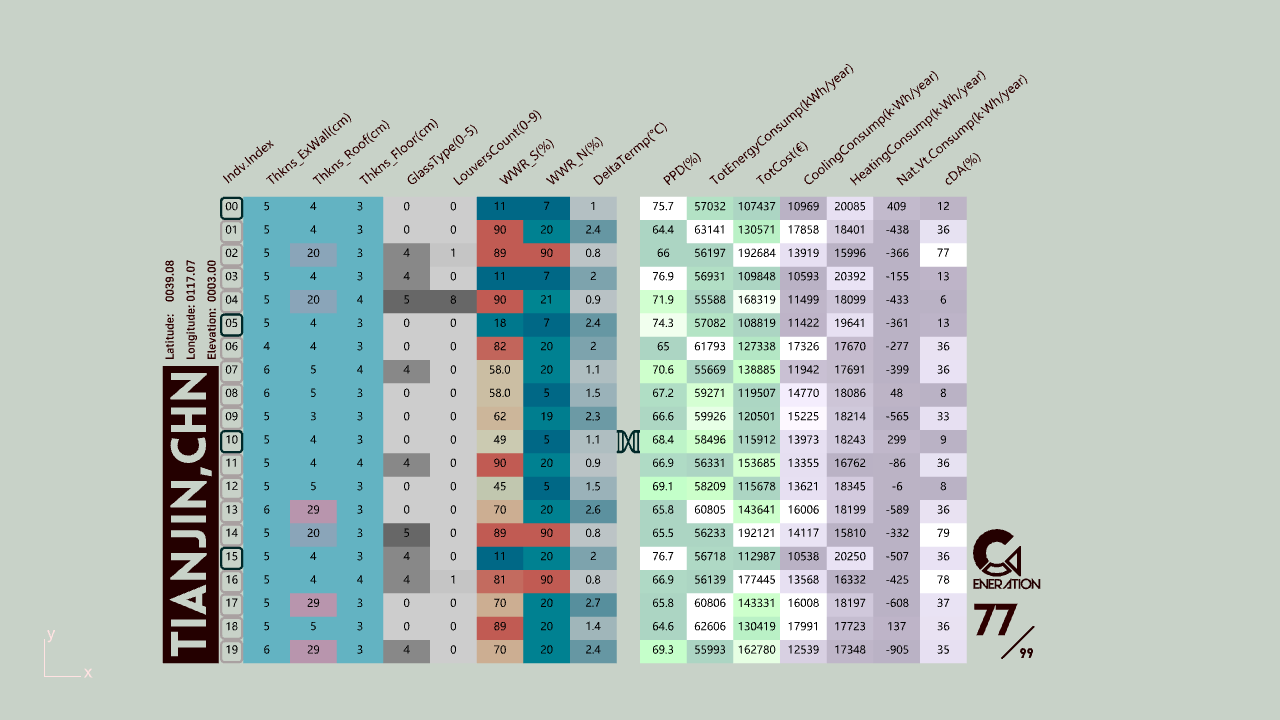 Indv.Index Thkns_ExWall(cm) Thkns_Roof(cm) Thkns_Floor(cm) GlassType(0-5) LouversCount(0-9) WWR_S(%) WWR_N(%) DeltaTermp(°C) PPD(%) TotEnergyConsump(kWh/year) TotCost(€) CoolingConsump(k·Wh/year) HeatingConsump(k·Wh/year) Nat.Vt.Consump(k·Wh/year) cDA(%)
00 5 4 3 0 0 11 7 1 75.7 57032 107437 10969 20085 409 12
01 5 4 3 0 0 90 20 2.4 64.4 63141 130571 17858 18401 -438 36
02 5 20 3 4 1 89 90 0.8 66 56197 192684 13919 15996 -366 77
03 5 4 3 4 0 11 7 2 76.9 56931 109848 10593 20392 -155 13
04 5 20 4 5 8 90 21 0.9 71.9 55588 168319 11499 18099 -433 6
05 5 4 3 0 0 18 7 2.4 74.3 57082 108819 11422 19641 -361 13
06 4 4 3 0 0 82 20 2 65 61793 127338 17326 17670 -277 36
07 6 5 4 4 0 58.0 20 1.1 70.6 55669 138885 11942 17691 -399 36
08 6 5 3 0 0 58.0 5 1.5 67.2 59271 119507 14770 18086 48 8
09 5 3 3 0 0 62 19 2.3 66.6 59926 120501 15225 18214 -565 33
10 5 4 3 0 0 49 5 1.1 68.4 58496 115912 13973 18243 299 9
11 5 4 4 4 0 90 20 0.9 66.9 56331 153685 13355 16762 -86 36
12 5 5 3 0 0 45 5 1.5 69.1 58209 115678 13621 18345 -6 8
13 6 29 3 0 0 70 20 2.6 65.8 60805 143641 16006 18199 -589 36
14 5 20 3 5 0 89 90 0.8 65.5 56233 192121 14117 15810 -332 79
15 5 4 3 4 0 11 20 2 76.7 56718 112987 10538 20250 -507 36
16 5 4 4 4 1 81 90 0.8 66.9 56139 177445 13568 16332 -425 78
17 5 29 3 0 0 70 20 2.7 65.8 60806 143331 16008 18197 -608 37
18 5 5 3 0 0 89 20 1.4 64.6 62606 130419 17991 17723 137 36
19 6 29 3 4 0 70 20 2.4 69.3 55993 162780 12539 17348 -905 35
Latitude: 0039.08
Longitude: 0117.07
Elevation: 0003.00
TIANJIN,CHN
G
ENERATION
77/99
y
x